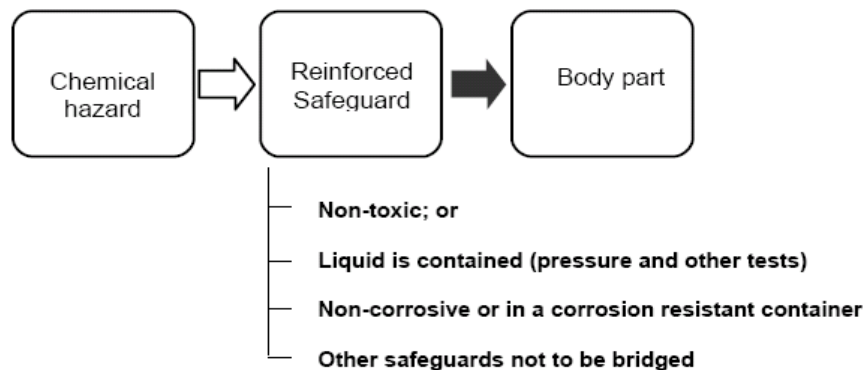 Chemical
hazard
Reinforced
Safeguard
Body part
Non-toxic; or
Liquid is contained (pressure and other tests)
Non-corrosive or in a corrosion resistant container
Other safeguards not to be bridged